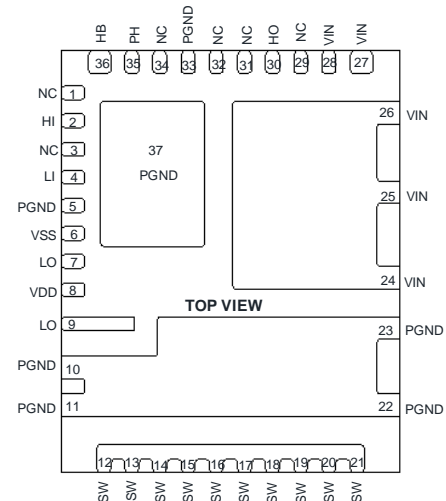 HB PH NC PGND NC NC HO NC VIN VIN
36 35 34 33 32 31 30 29 28 27
NC 1
HI 2
NC 3
LI 4
PGND 5
VSS 6
LO 7
VDD 8
LO 9
PGND 10
PGND 11
37
PGND
26 VIN
25 VIN
24 VIN
TOP VIEW
23 PGND
22 PGND
12 13 14 15 16 17 18 19 20 21
SW SW SW SW SW SW SW SW SW SW